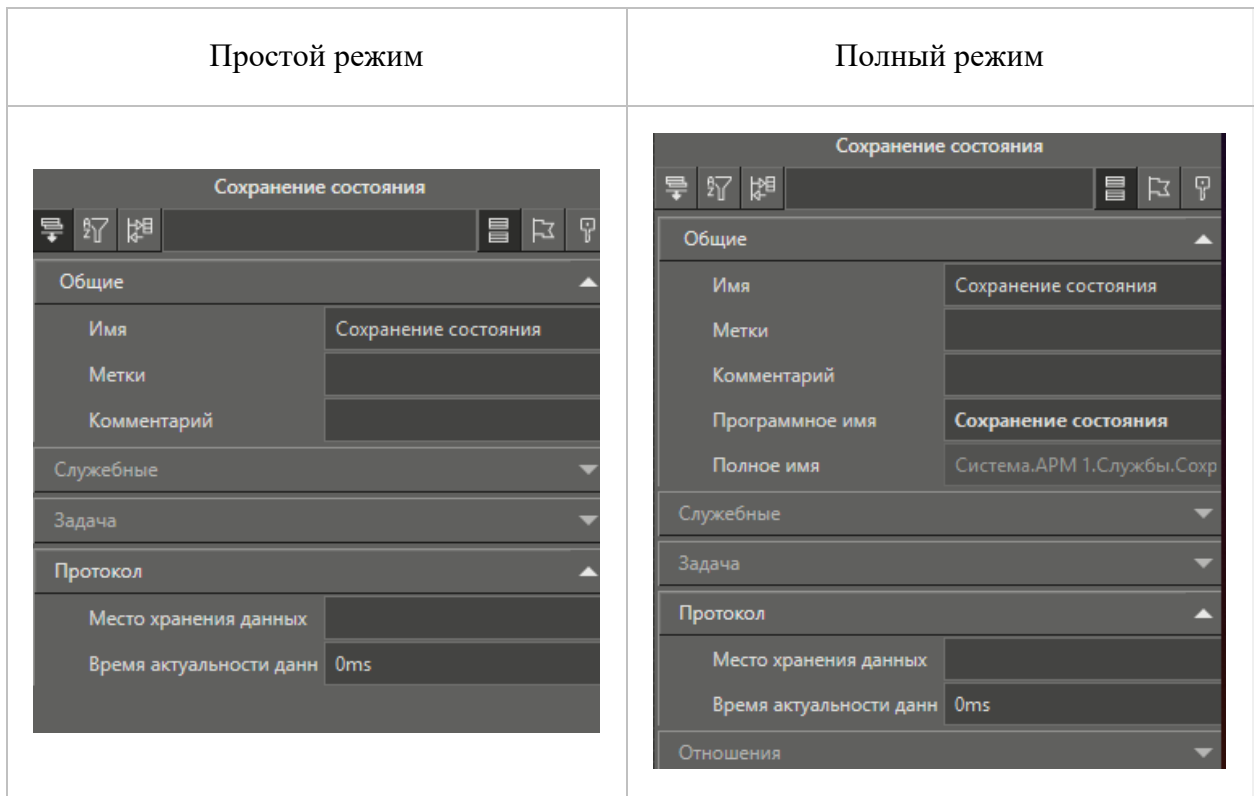 Простой режим
Полный режим
Сохранение состояния
Общие
Имя Сохранение состояния
Метки
Комментарий
Служебные
Задача
Протокол
Место хранения данных
Время актуальности данн 0ms
Сохранение состояния
Общие
Имя Сохранение состояния
Метки
Комментарий
Программное имя Сохранение состояния
Полное имя Система.АРМ 1.Службы.Сохр
Служебные
Задача
Протокол
Место хранения данных
Время актуальности данн 0ms
Отношения